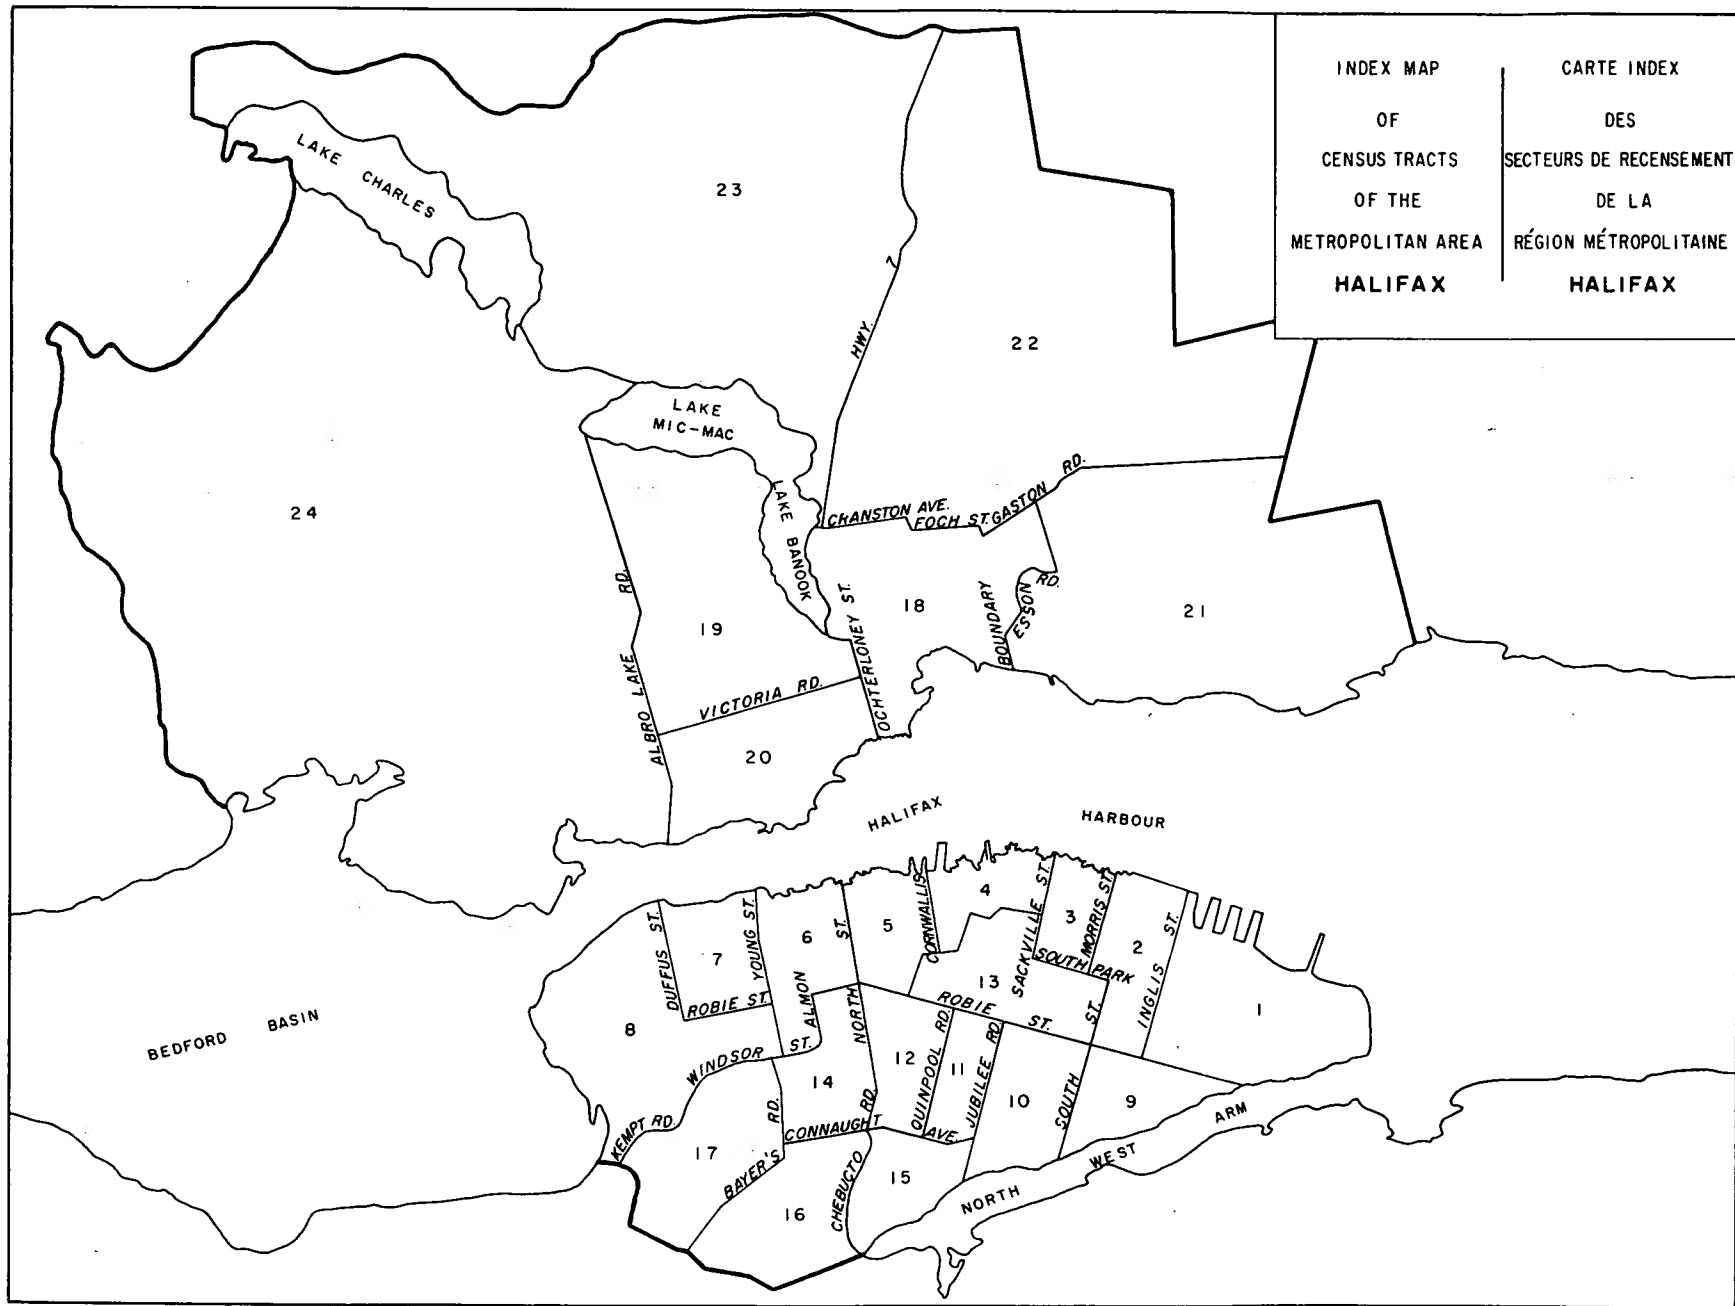 INDEX MAP
OF
CENSUS TRACTS
OF THE
METROPOLITAN AREA
HALIFAX
CARTE INDEX
DES
SECTEURS DE RECENSEMENT
DE LA
RÉGION MÉTROPOLITAINE
HALIFAX
LAKE CHARLES
23
HWY. 7
22
LAKE
MIC-MAC
24
LAKE BANOOK
CRANSTON AVE.
FOCH ST.
GASTON RD.
ALBRO LAKE RD.
19
18
BOUNDARY
ESSON RD.
21
OCHTERLONEY ST.
VICTORIA RD.
20
HALIFAX HARBOUR
BEDFORD BASIN
DUFFUS ST.
7
YOUNG ST.
6
5
CORNWALLIS
4
SACKVILLE ST.
3
MORRIS ST.
2
INGLIS ST.
1
SOUTH PARK ST.
13
ROBIE ST.
ROBIE ST.
ALMON
NORTH ST.
8
WINDSOR ST.
KEMPT RD.
14
12
QUINPOOL RD.
11
JUBILEE RD.
10
SOUTH
9
CONNAUGHT AVE.
17
BAYER'S RD.
16
CHEBUCTO RD.
15
NORTH WEST ARM